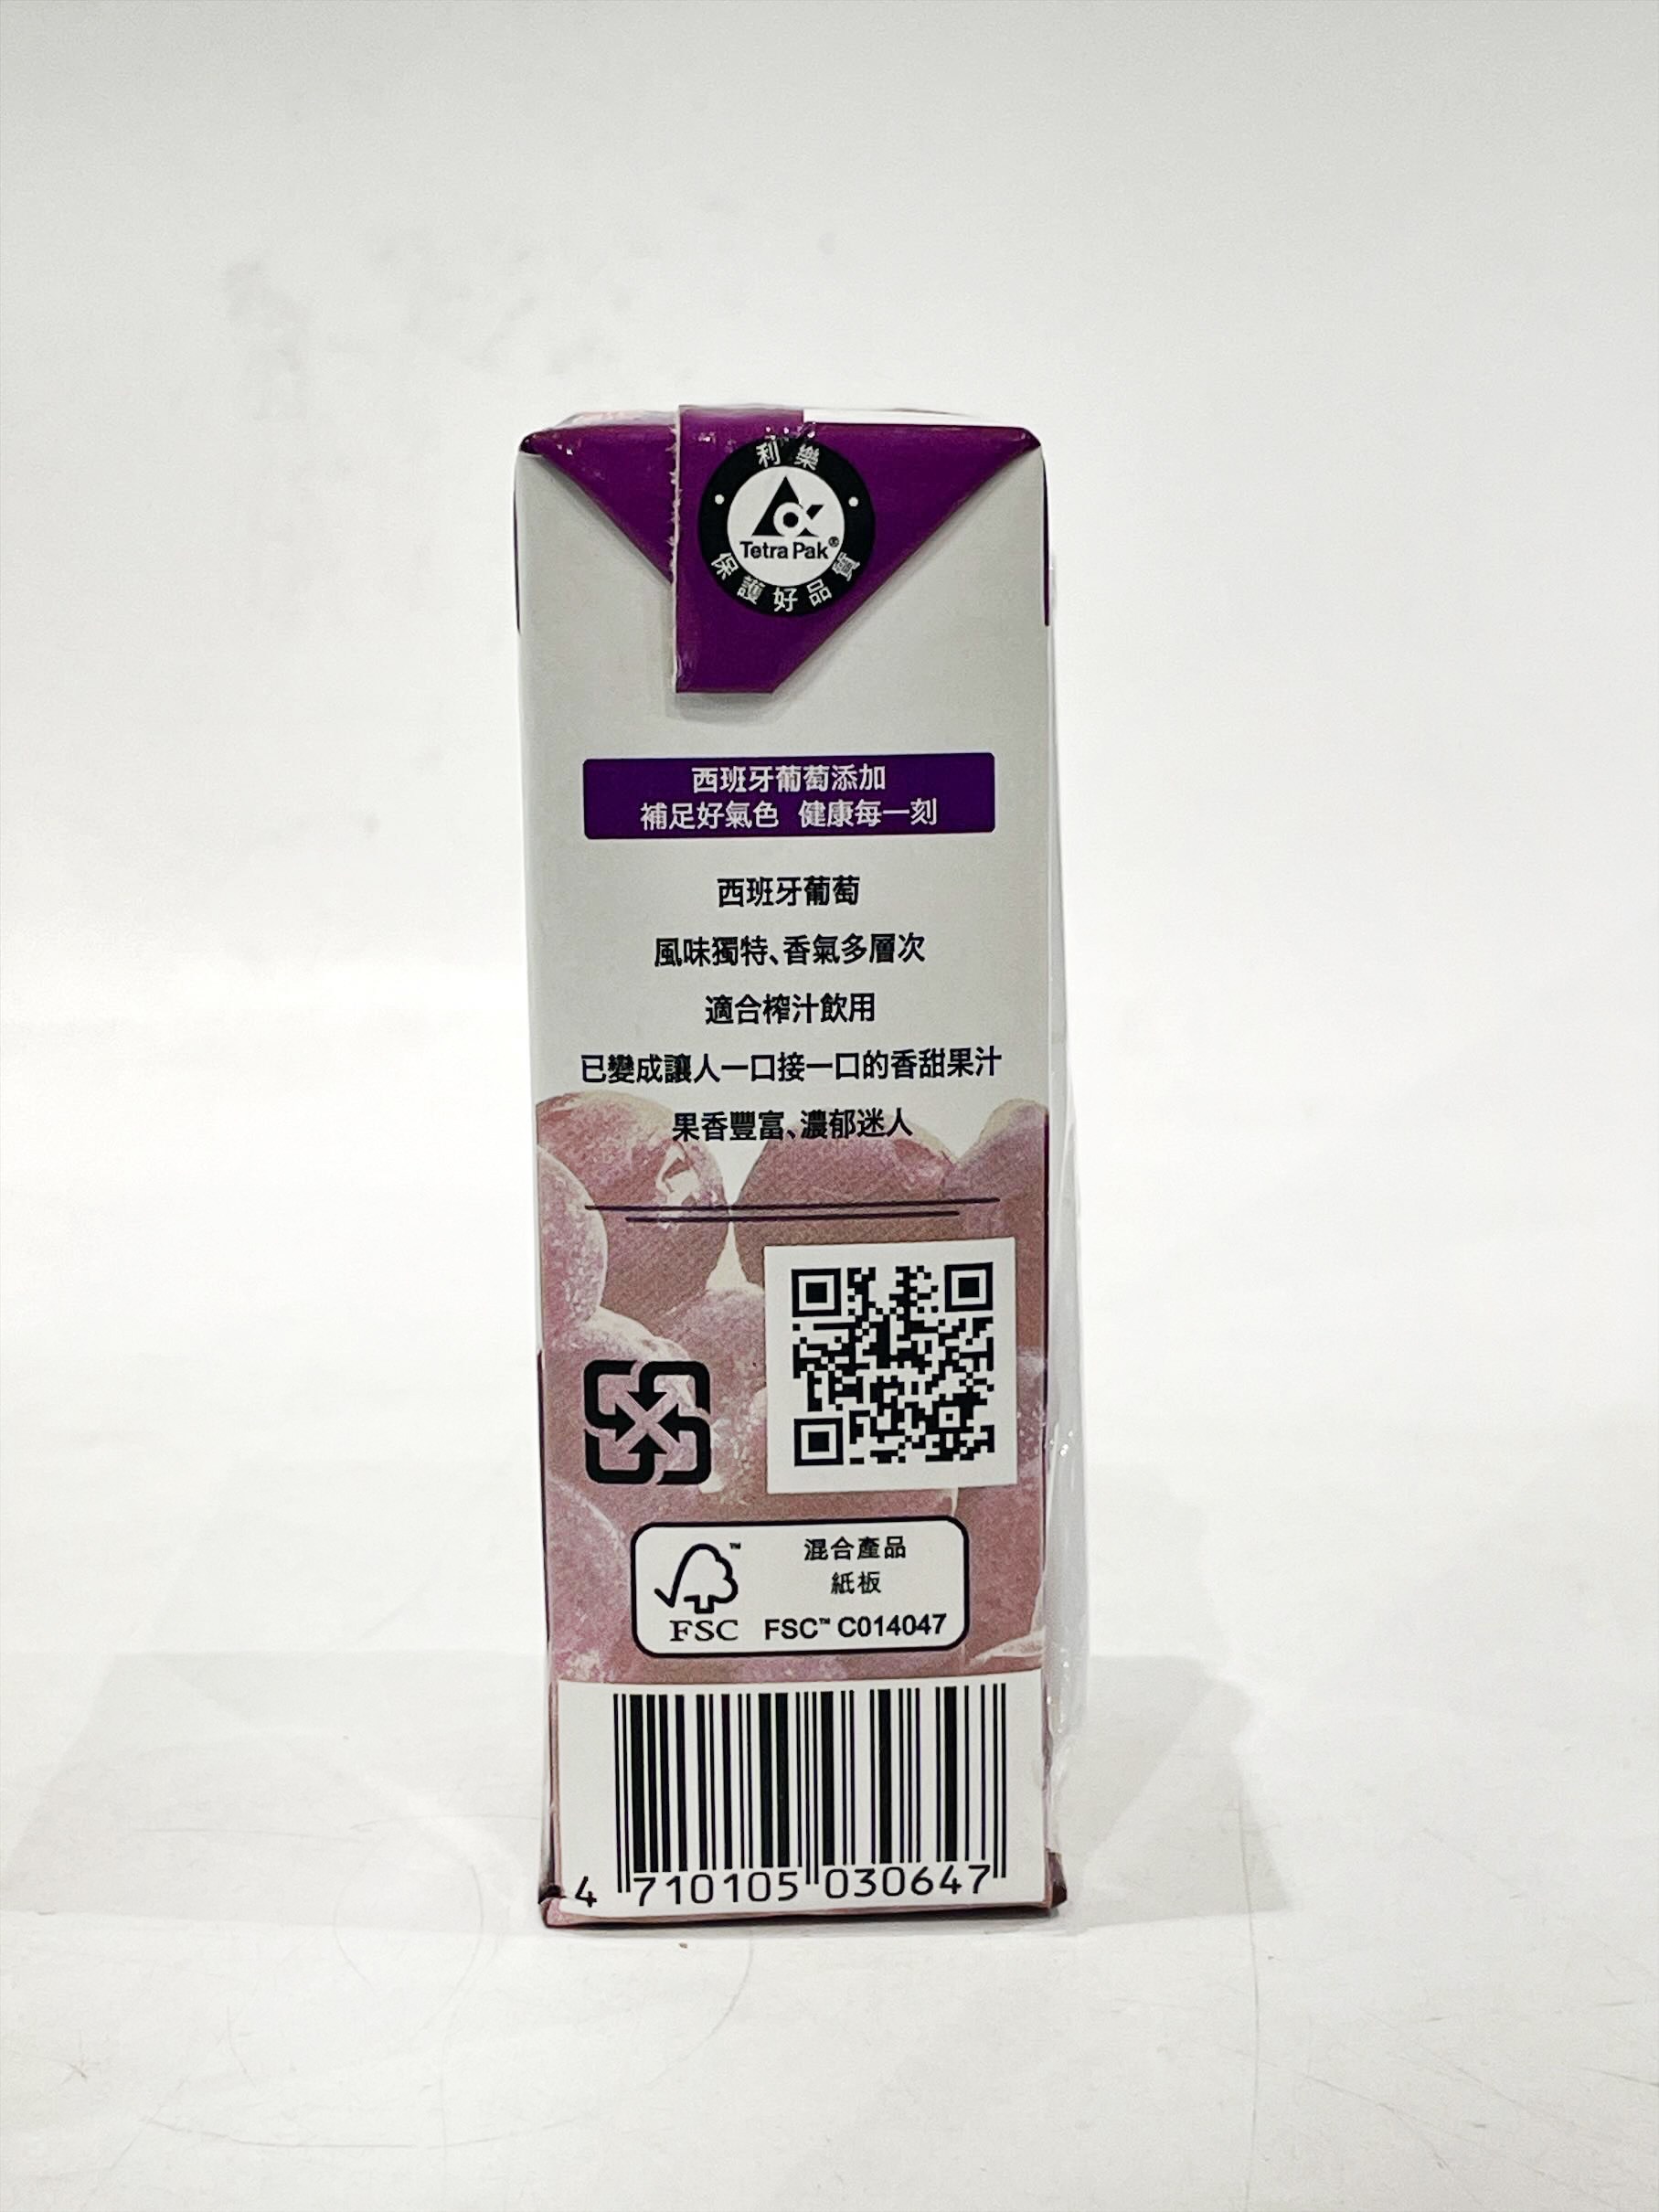 利樂
Tetra Pak®
保護好品質
西班牙葡萄添加
補足好氣色 健康每一刻
西班牙葡萄
風味獨特、香氣多層次
適合榨汁飲用
已變成讓人一口接一口的香甜果汁
果香豐富、濃郁迷人
混合產品
紙板
FSC™ C014047
™
FSC
4 710105 030647